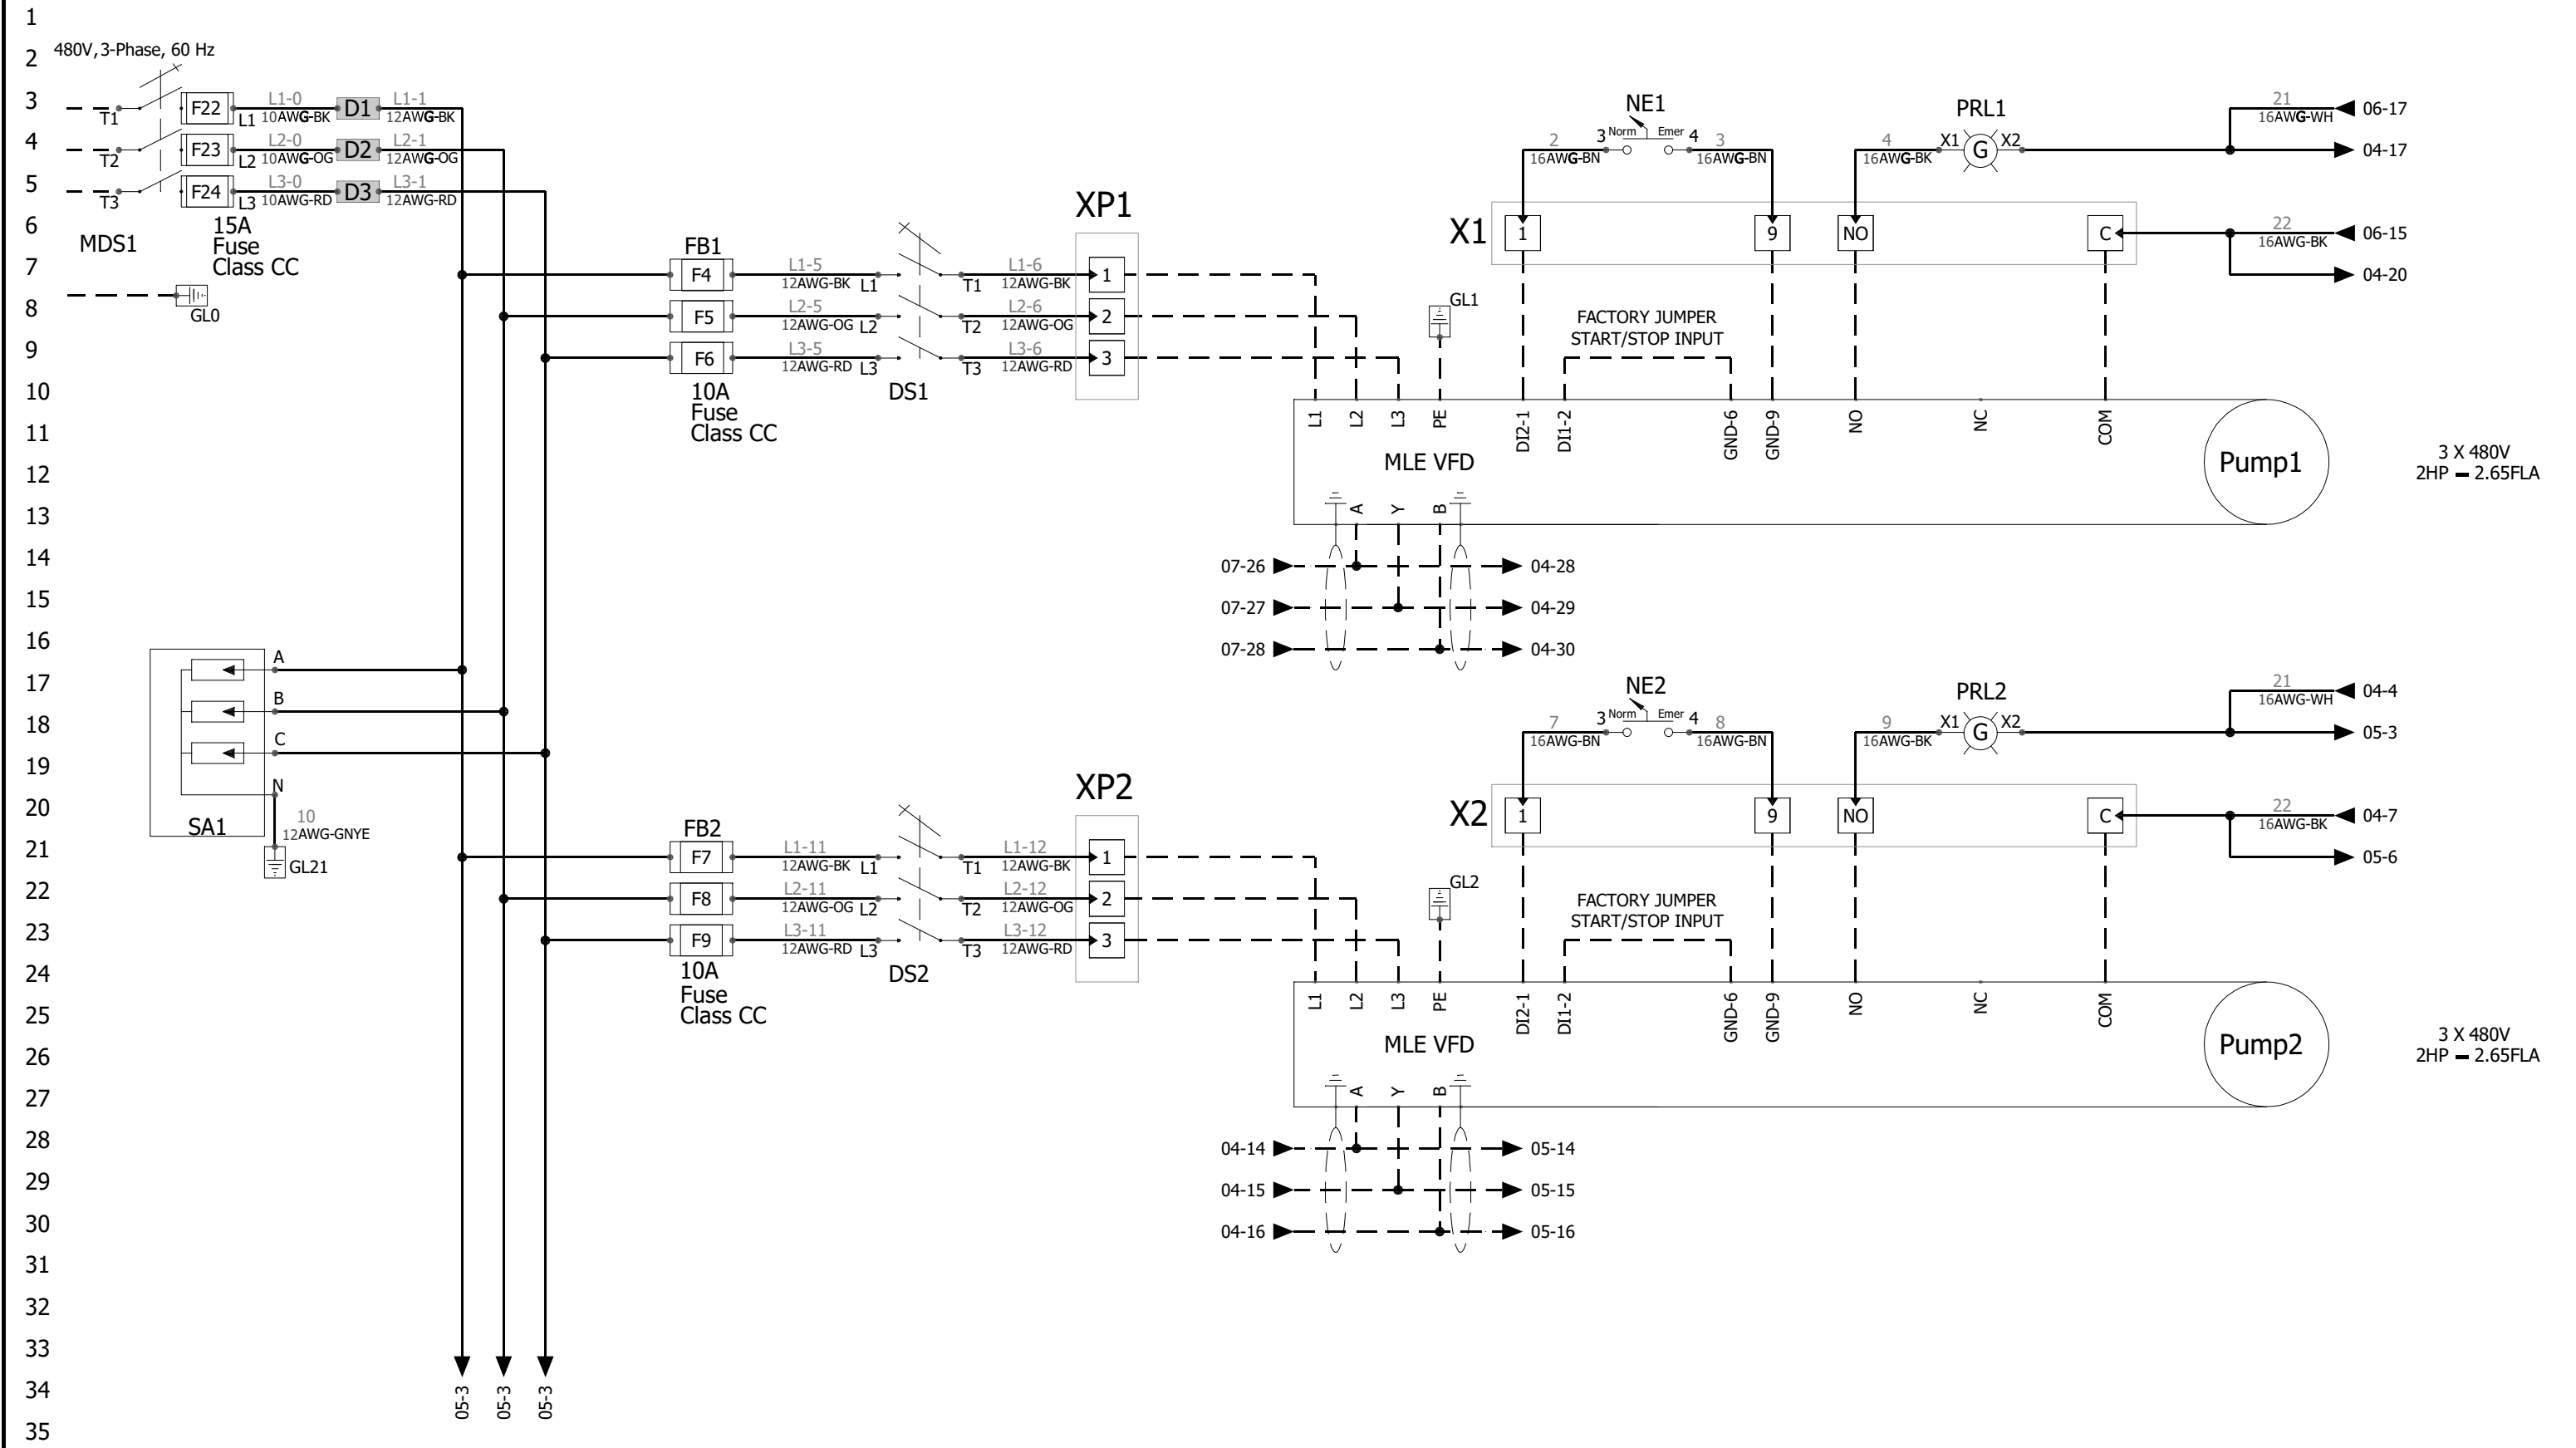 1
2
3
4
5
6
7
8
9
10
11
12
13
14
15
16
17
18
19
20
21
22
23
24
25
26
27
28
29
30
31
32
33
34
35
480V, 3-Phase, 60 Hz
T1
F22
L1
L1-0
10AWG-BK
D1
L1-1
12AWG-BK
T2
F23
L2
L2-0
10AWG-OG
D2
L2-1
12AWG-OG
T3
F24
L3
L3-0
10AWG-RD
D3
L3-1
12AWG-RD
MDS1
15A
Fuse
Class CC
GL0
FB1
F4
L1-5
12AWG-BK
L1
T1
L1-6
12AWG-BK
F5
L2-5
12AWG-OG
L2
T2
L2-6
12AWG-OG
F6
L3-5
12AWG-RD
L3
T3
L3-6
12AWG-RD
10A
Fuse
Class CC
DS1
XP1
1
2
3
NE1
2
16AWG-BN
3
Norm
Emer
4
3
16AWG-BN
PRL1
4
16AWG-BK
X1
G
X2
21
16AWG-WH
06-17
04-17
X1
1
9
NO
C
22
16AWG-BK
06-15
04-20
GL1
FACTORY JUMPER
START/STOP INPUT
L1
L2
L3
PE
DI2-1
DI1-2
GND-6
GND-9
NO
NC
COM
MLE VFD
Pump1
3 X 480V
2HP = 2.65FLA
A
Y
B
07-26
04-28
07-27
04-29
07-28
04-30
A
B
C
N
SA1
10
12AWG-GNYE
GL21
FB2
F7
L1-11
12AWG-BK
L1
T1
L1-12
12AWG-BK
F8
L2-11
12AWG-OG
L2
T2
L2-12
12AWG-OG
F9
L3-11
12AWG-RD
L3
T3
L3-12
12AWG-RD
10A
Fuse
Class CC
DS2
XP2
1
2
3
NE2
7
16AWG-BN
3
Norm
Emer
4
8
16AWG-BN
PRL2
9
16AWG-BK
X1
G
X2
21
16AWG-WH
04-4
05-3
X2
1
9
NO
C
22
16AWG-BK
04-7
05-6
GL2
FACTORY JUMPER
START/STOP INPUT
L1
L2
L3
PE
DI2-1
DI1-2
GND-6
GND-9
NO
NC
COM
MLE VFD
Pump2
3 X 480V
2HP = 2.65FLA
A
Y
B
04-14
05-14
04-15
05-15
04-16
05-16
05-3
05-3
05-3